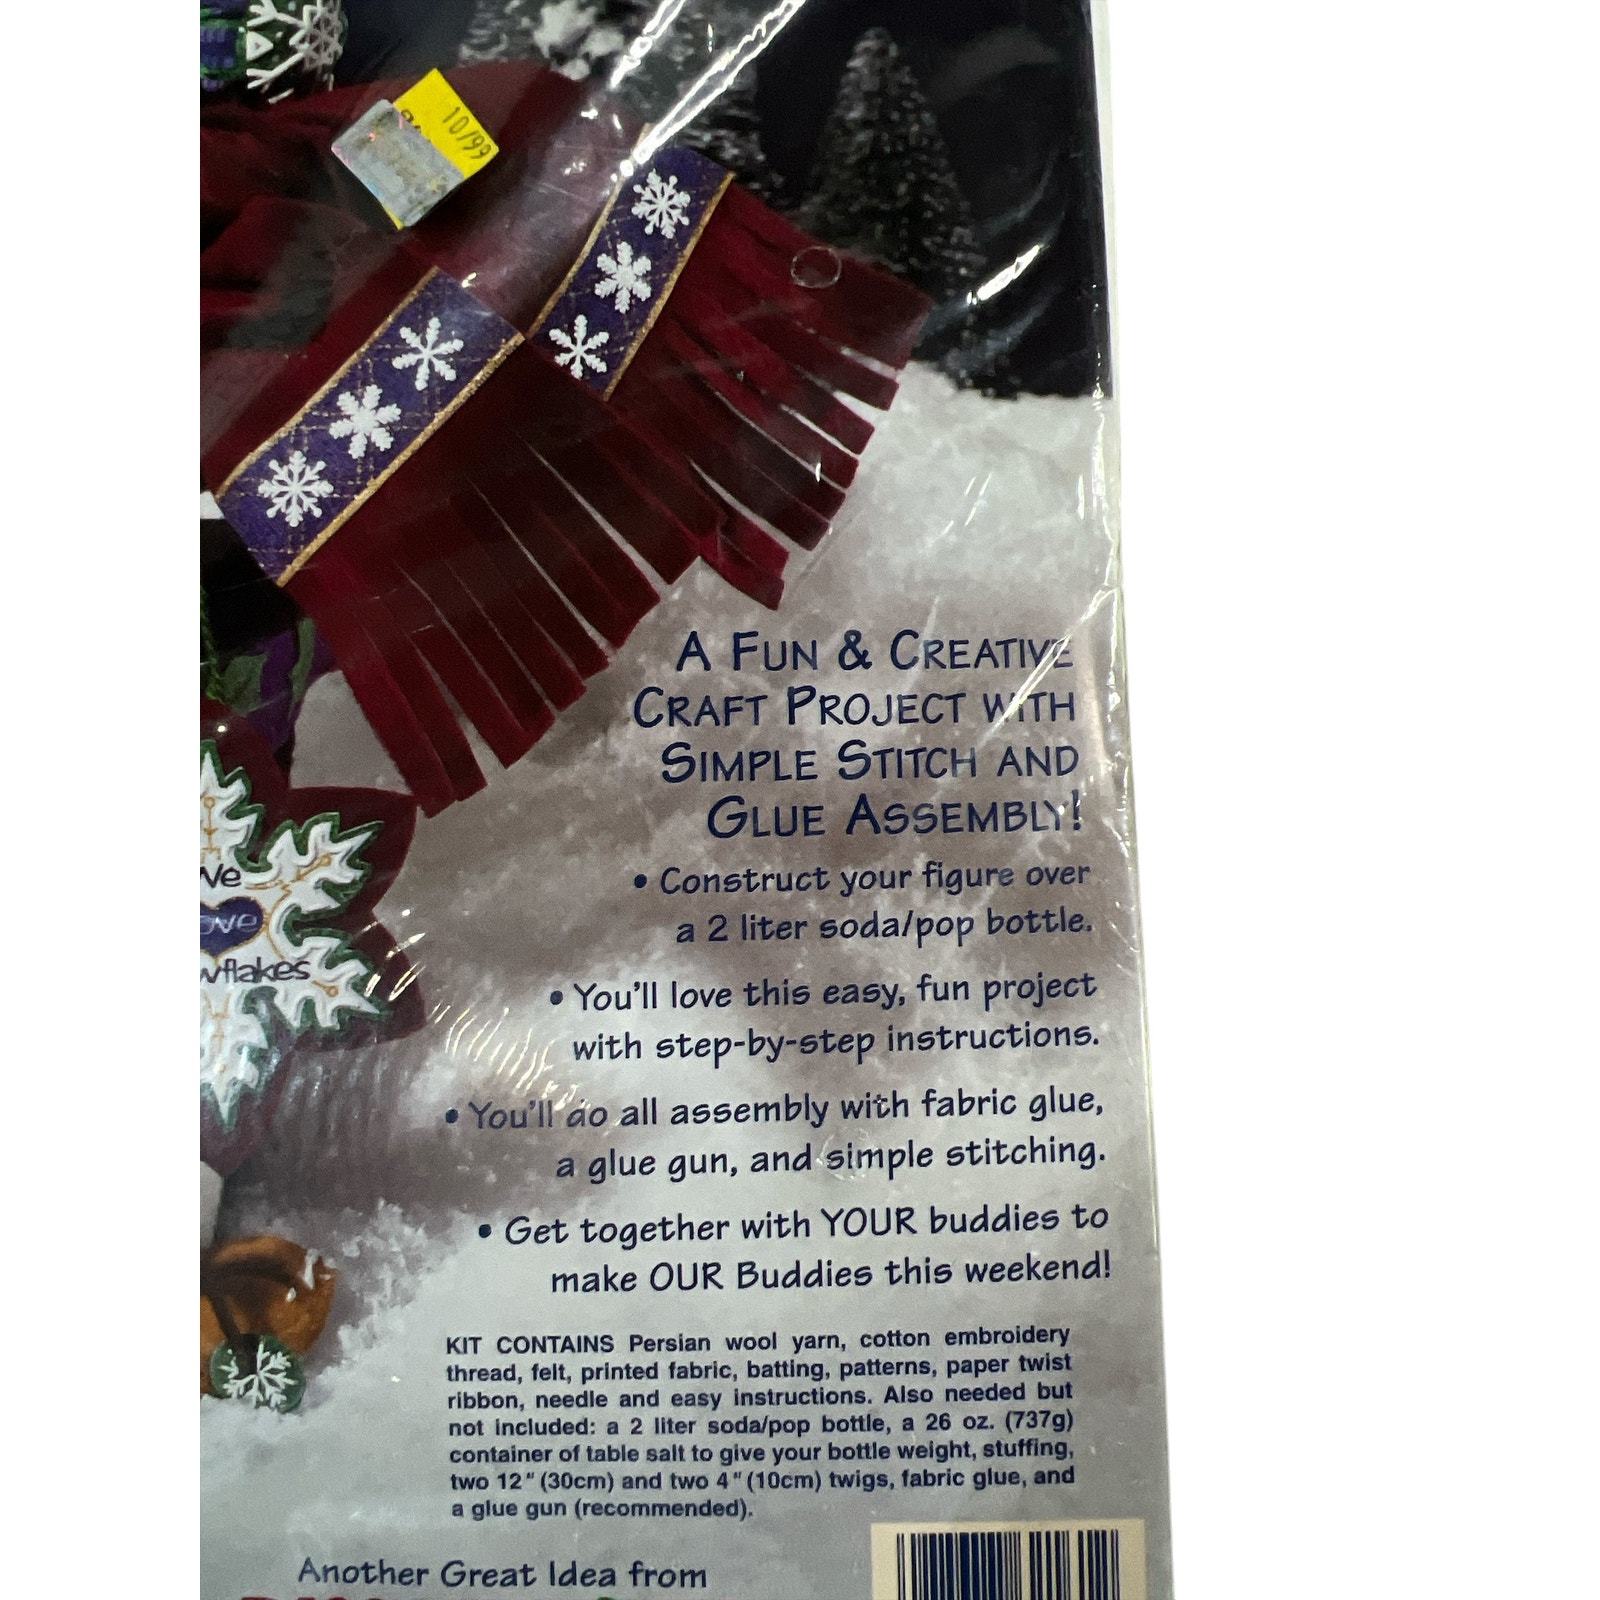 10/99
A FUN & CREATIVE
CRAFT PROJECT WITH
SIMPLE STITCH AND
GLUE ASSEMBLY!
• Construct your figure over
a 2 liter soda/pop bottle.
• You'll love this easy, fun project
with step-by-step instructions.
• You'll do all assembly with fabric glue,
a glue gun, and simple stitching.
• Get together with YOUR buddies to
make OUR Buddies this weekend!
KIT CONTAINS Persian wool yarn, cotton embroidery
thread, felt, printed fabric, batting, patterns, paper twist
ribbon, needle and easy instructions. Also needed but
not included: a 2 liter soda/pop bottle, a 26 oz. (737g)
container of table salt to give your bottle weight, stuffing,
two 12" (30cm) and two 4" (10cm) twigs, fabric glue, and
a glue gun (recommended).
Another Great Idea from